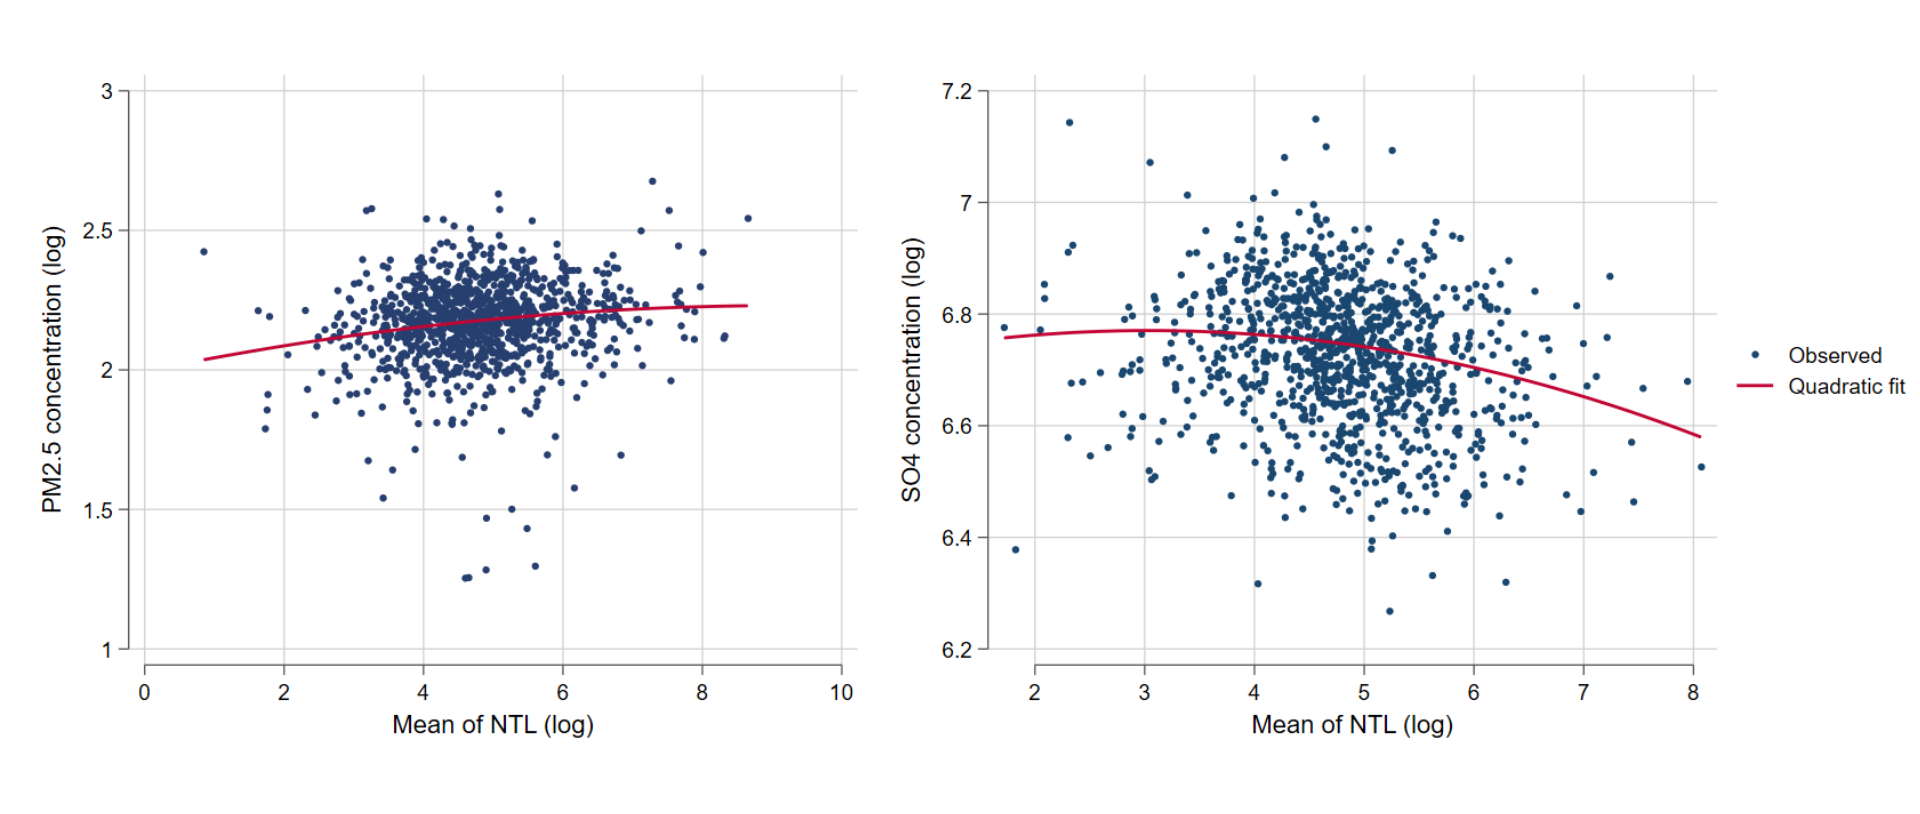 3
2.5
2
1.5
1
PM2.5 concentration (log)
0 2 4 6 8 10
Mean of NTL (log)
7.2
7
6.8
6.6
6.4
6.2
SO4 concentration (log)
2 3 4 5 6 7 8
Mean of NTL (log)
Observed
Quadratic fit